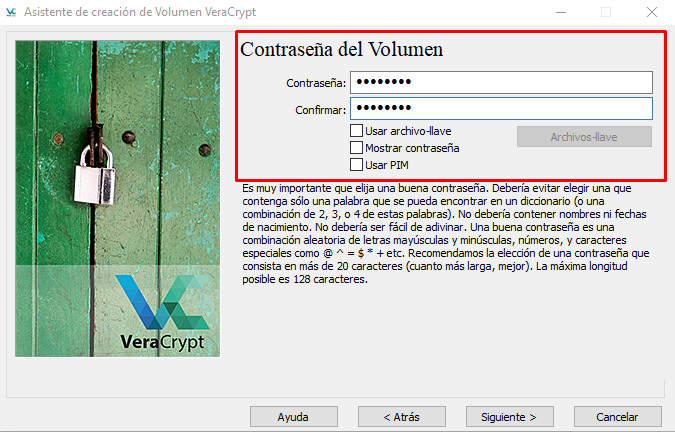 Asistente de creación de Volumen VeraCrypt
Contraseña del Volumen
Contraseña: ••••••••
Confirmar: ••••••••
Usar archivo-llave
Archivos-llave
Mostrar contraseña
Usar PIM
Es muy importante que elija una buena contraseña. Debería evitar elegir una que
contenga sólo una palabra que se pueda encontrar en un diccionario (o una
combinación de 2, 3, o 4 de estas palabras). No debería contener nombres ni fechas
de nacimiento. No debería ser fácil de adivinar. Una buena contraseña es una
combinación aleatoria de letras mayúsculas y minúsculas, números, y caracteres
especiales como @ ^ = $ * + etc. Recomendamos la elección de una contraseña que
consista en más de 20 caracteres (cuanto más larga, mejor). La máxima longitud
posible es 128 caracteres.
VeraCrypt
Ayuda
< Atrás
Siguiente >
Cancelar